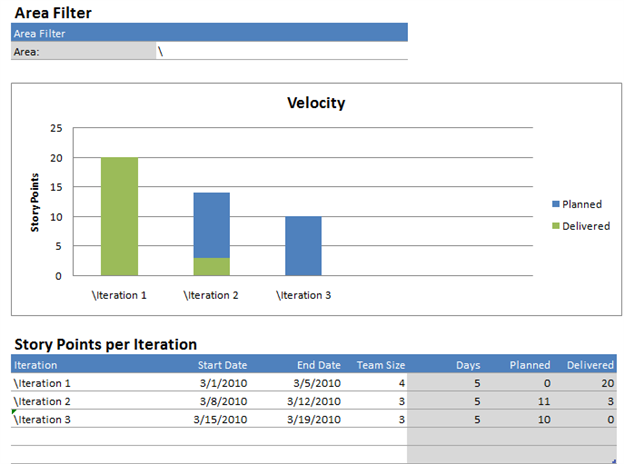 Area Filter
Area Filter
Area: \
Velocity
25
20
15
10
5
0
Story Points
\Iteration 1 \Iteration 2 \Iteration 3
Planned
Delivered
Story Points per Iteration
Iteration Start Date End Date Team Size Days Planned Delivered
\Iteration 1 3/1/2010 3/5/2010 4 5 0 20
\Iteration 2 3/8/2010 3/12/2010 3 5 11 3
\Iteration 3 3/15/2010 3/19/2010 3 5 10 0